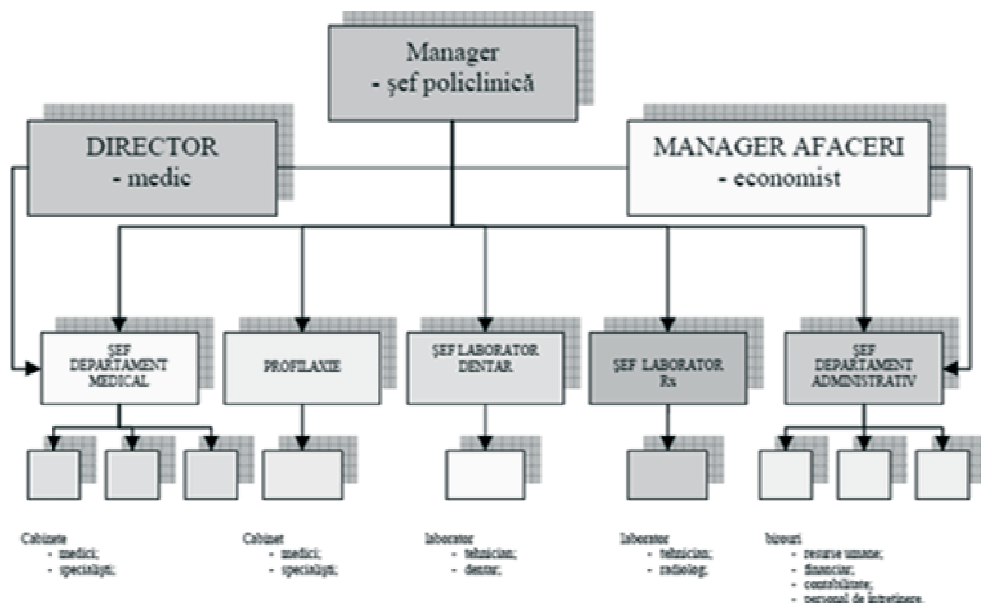 Manager
- şef policlinică
DIRECTOR
- medic
MANAGER AFACERI
- economist
ŞEF
DEPARTAMENT
MEDICAL
PROFILAXIE
ŞEF LABORATOR
DENTAR
ŞEF LABORATOR
Rx
ŞEF
DEPARTAMENT
ADMINISTRATIV
Cabinete
- medici;
- specialişti;
Cabinet
- medici;
- specialişti;
laborator
- tehnician;
- dentar;
laborator
- tehnician;
- radiolog;
birouri
- resurse umane;
- financiar;
- contabilitate;
- personal de întreţinere.